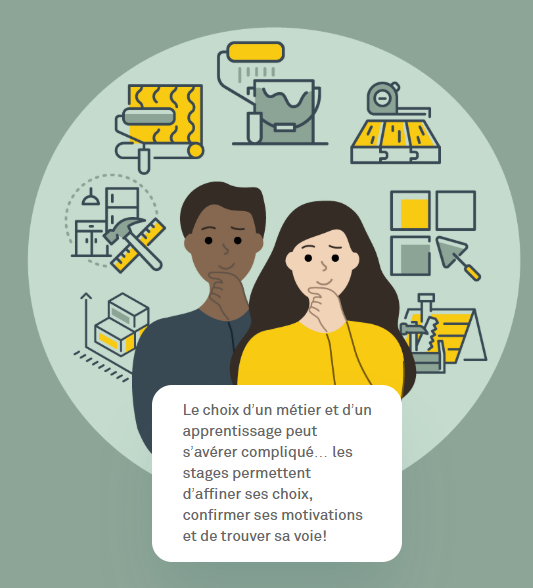 Le choix d’un métier et d’un
apprentissage peut
s’avérer compliqué… les
stages permettent
d’affiner ses choix,
confirmer ses motivations
et de trouver sa voie!